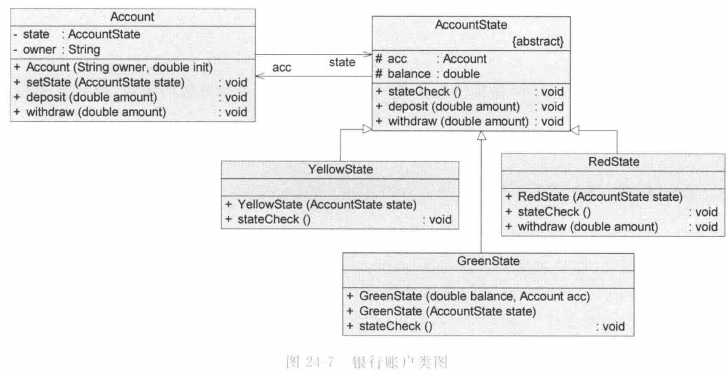 Account
- state : AccountState
- owner : String
+ Account (String owner, double init)
+ setState (AccountState state) : void
+ deposit (double amount) : void
+ withdraw (double amount) : void
acc
state
AccountState
{abstract}
# acc : Account
# balance : double
+ stateCheck () : void
+ deposit (double amount) : void
+ withdraw (double amount) : void
YellowState
+ YellowState (AccountState state)
+ stateCheck () : void
RedState
+ RedState (AccountState state)
+ stateCheck () : void
+ withdraw (double amount) : void
GreenState
+ GreenState (double balance, Account acc)
+ GreenState (AccountState state)
+ stateCheck () : void
图 24-7 银行账户类图